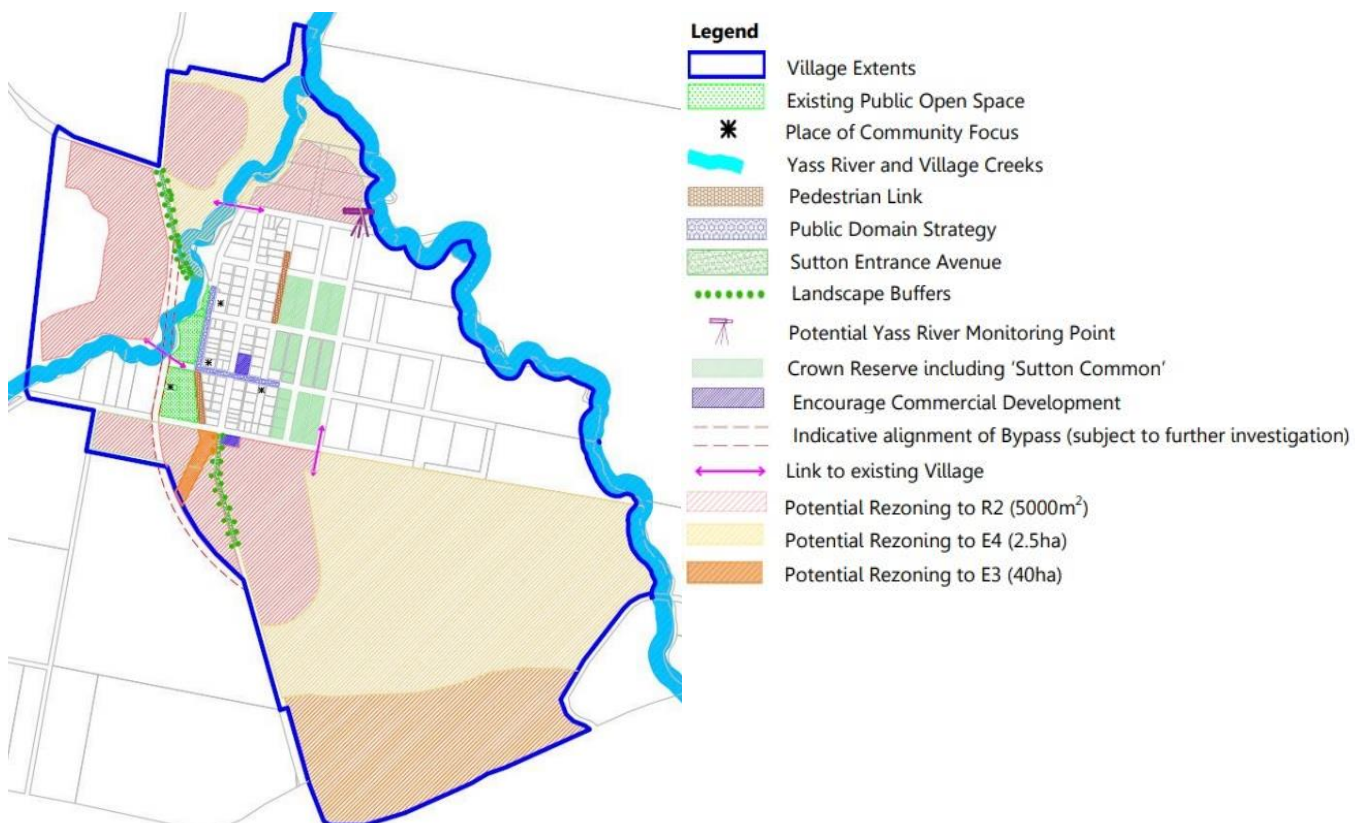 Legend
Village Extents
Existing Public Open Space
Place of Community Focus
Yass River and Village Creeks
Pedestrian Link
Public Domain Strategy
Sutton Entrance Avenue
Landscape Buffers
Potential Yass River Monitoring Point
Crown Reserve including ‘Sutton Common’
Encourage Commercial Development
Indicative alignment of Bypass (subject to further investigation)
Link to existing Village
Potential Rezoning to R2 (5000m²)
Potential Rezoning to E4 (2.5ha)
Potential Rezoning to E3 (40ha)